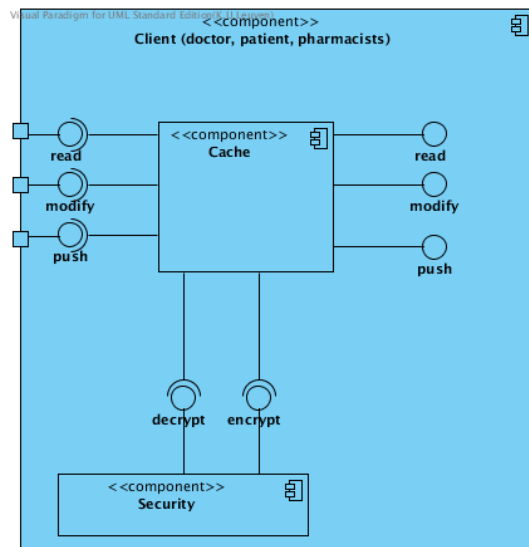 Visual Paradigm for UML Standard Edition(K.U.Leuven)
<<component>>
Client (doctor, patient, pharmacists)
<<component>>
Cache
read
modify
push
read
modify
push
decrypt
encrypt
<<component>>
Security